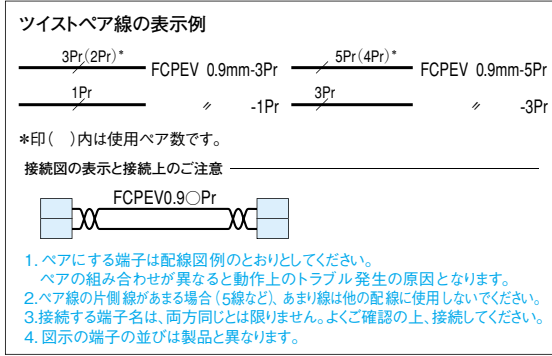 ツイストペア線の表示例
3Pr(2Pr)* FCPEV 0.9mm-3Pr 5Pr(4Pr)* FCPEV 0.9mm-5Pr
1Pr 〃 -1Pr 3Pr 〃 -3Pr
*印( )内は使用ペア数です。
接続図の表示と接続上のご注意
FCPEV0.9○Pr
1. ペアにする端子は配線図例のとおりとしてください。
ペアの組み合わせが異なると動作上のトラブル発生の原因となります。
2.ペア線の片側線があまる場合(5線など)、あまり線は他の配線に使用しないでください。
3.接続する端子名は、両方同じとは限りません。よくご確認の上、接続してください。
4. 図示の端子の並びは製品と異なります。